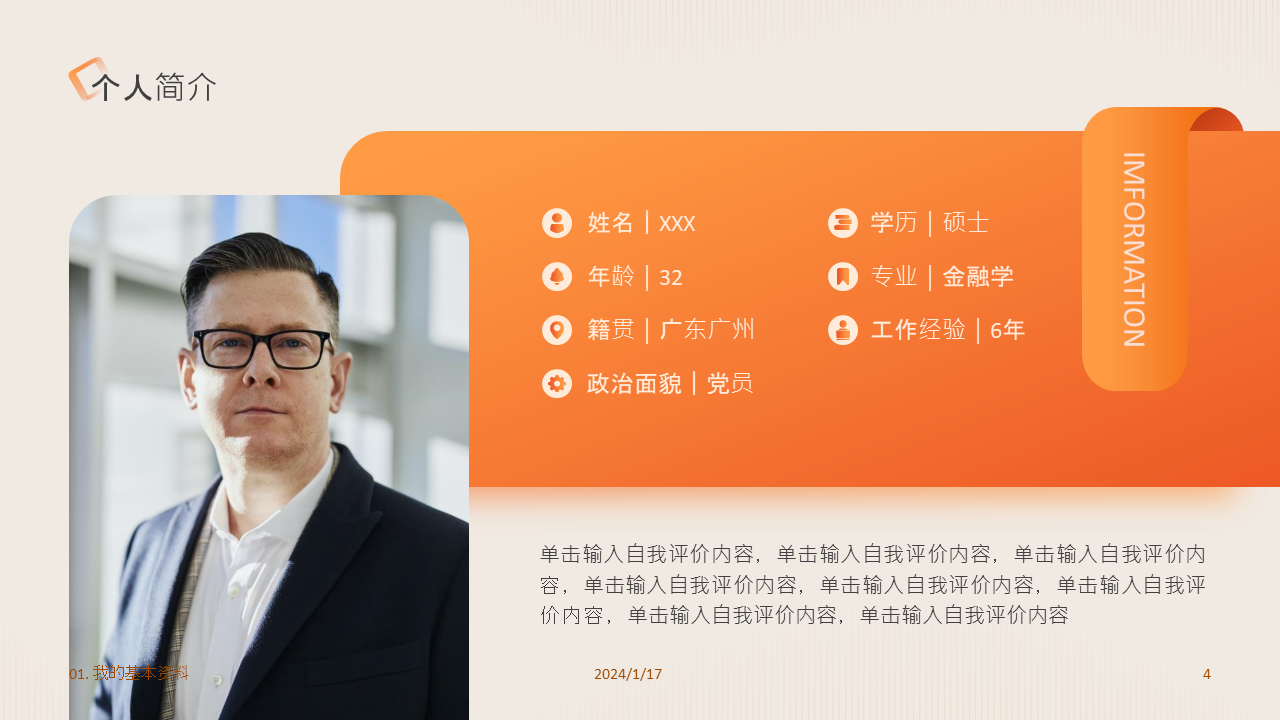 个人简介
姓名 | XXX
学历 | 硕士
年龄 | 32
专业 | 金融学
籍贯 | 广东广州
工作经验 | 6年
政治面貌 | 党员
IMFORMATION
单击输入自我评价内容，单击输入自我评价内容，单击输入自我评价内
容，单击输入自我评价内容，单击输入自我评价内容，单击输入自我评
价内容，单击输入自我评价内容，单击输入自我评价内容
01. 我的基本资料
2024/1/17
4